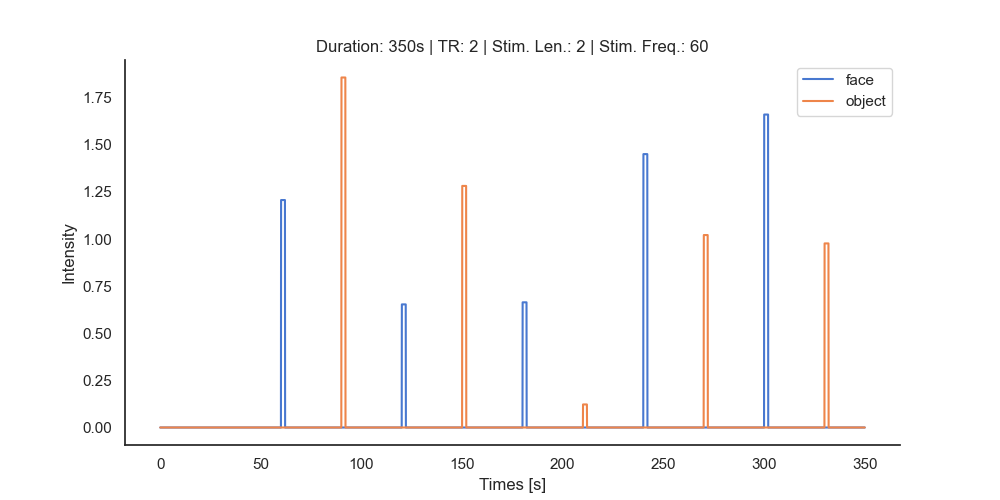 Duration: 350s | TR: 2 | Stim. Len.: 2 | Stim. Freq.: 60
face
object
1.75
1.50
1.25
1.00
0.75
0.50
0.25
0.00
Intensity
0 50 100 150 200 250 300 350
Times [s]